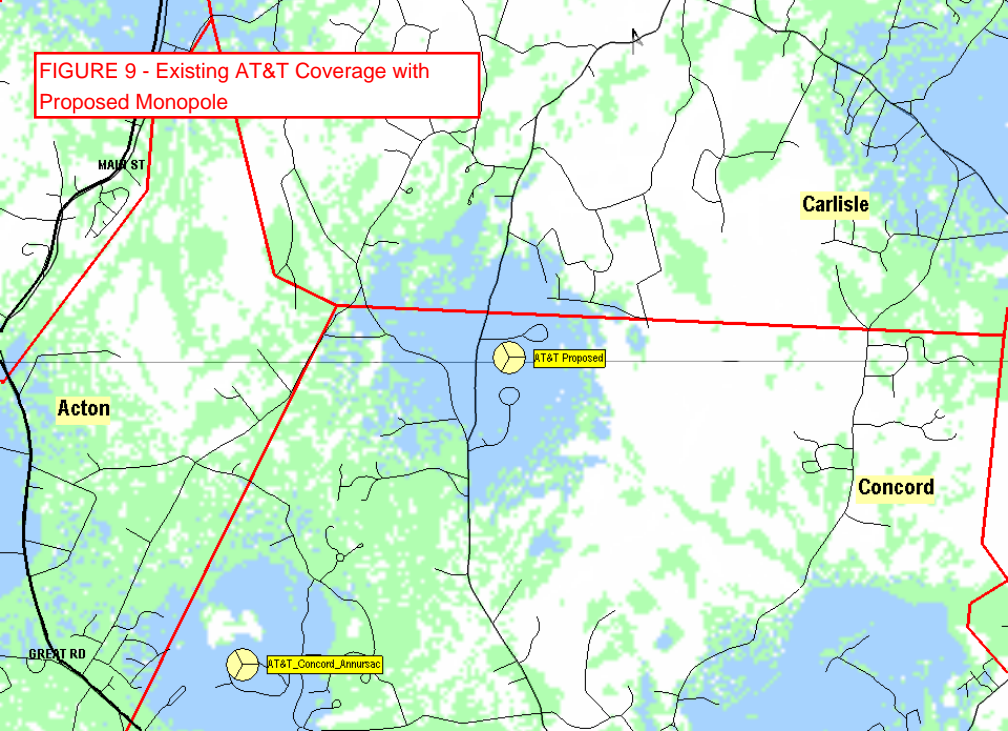 FIGURE 9 - Existing AT&T Coverage with
Proposed Monopole
MAIN ST
Carlisle
AT&T Proposed
Acton
Concord
GREAT RD
AT&T_Concord_Annursac